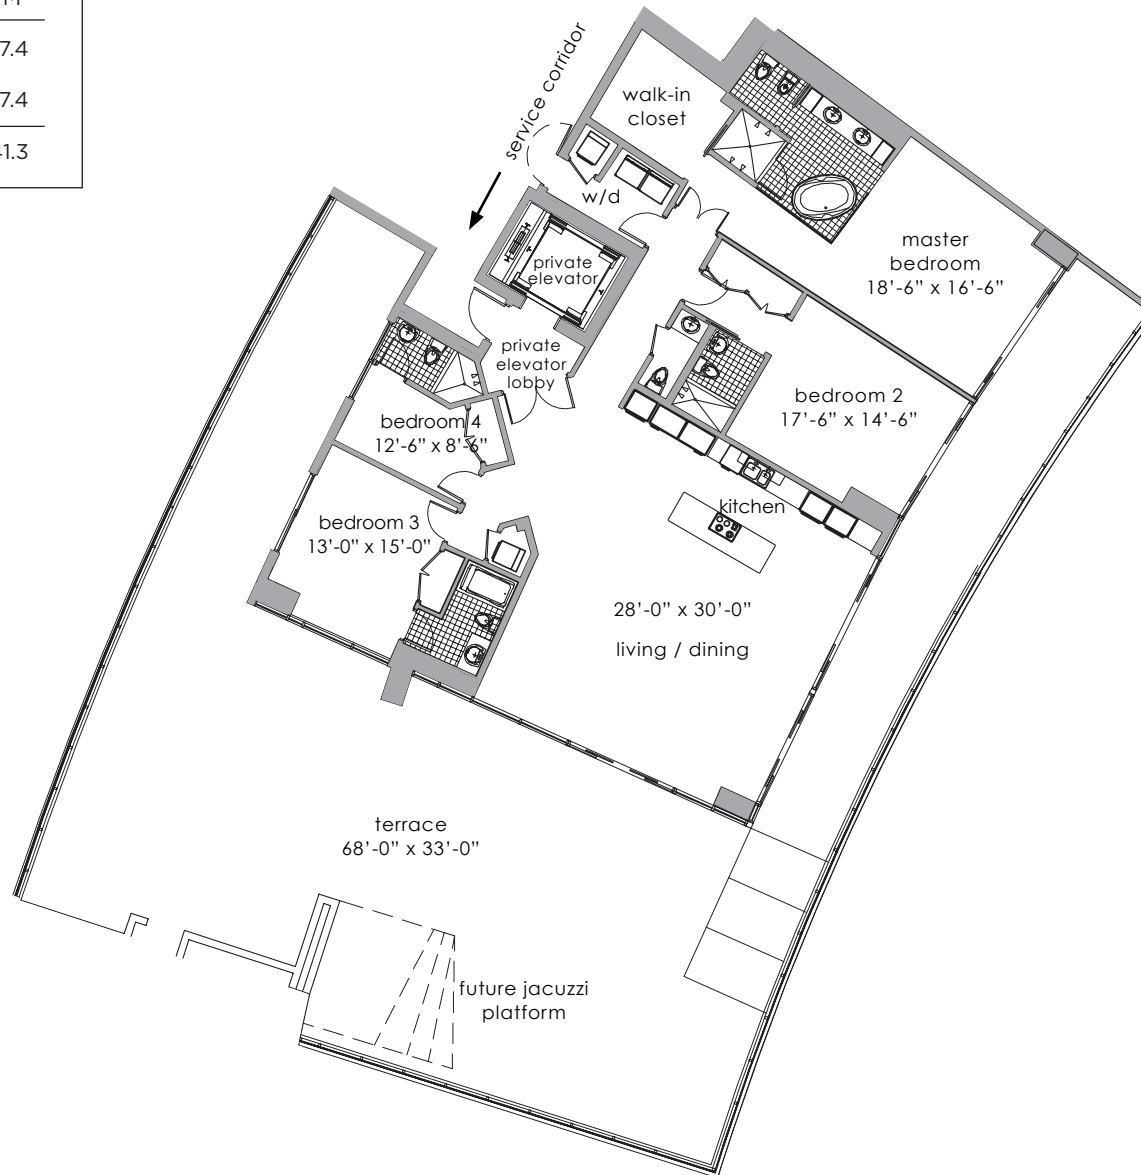 7.4
7.4
41.3
service corridor
walk-in
closet
w/d
private
elevator
master
bedroom
18'-6” x 16'-6”
private
elevator
lobby
bedroom 2
17'-6” x 14'-6”
bedroom 4
12'-6” x 8'-6”
kitchen
bedroom 3
13'-0” x 15'-0”
28'-0” x 30'-0”
living / dining
terrace
68'-0” x 33'-0”
future jacuzzi
platform